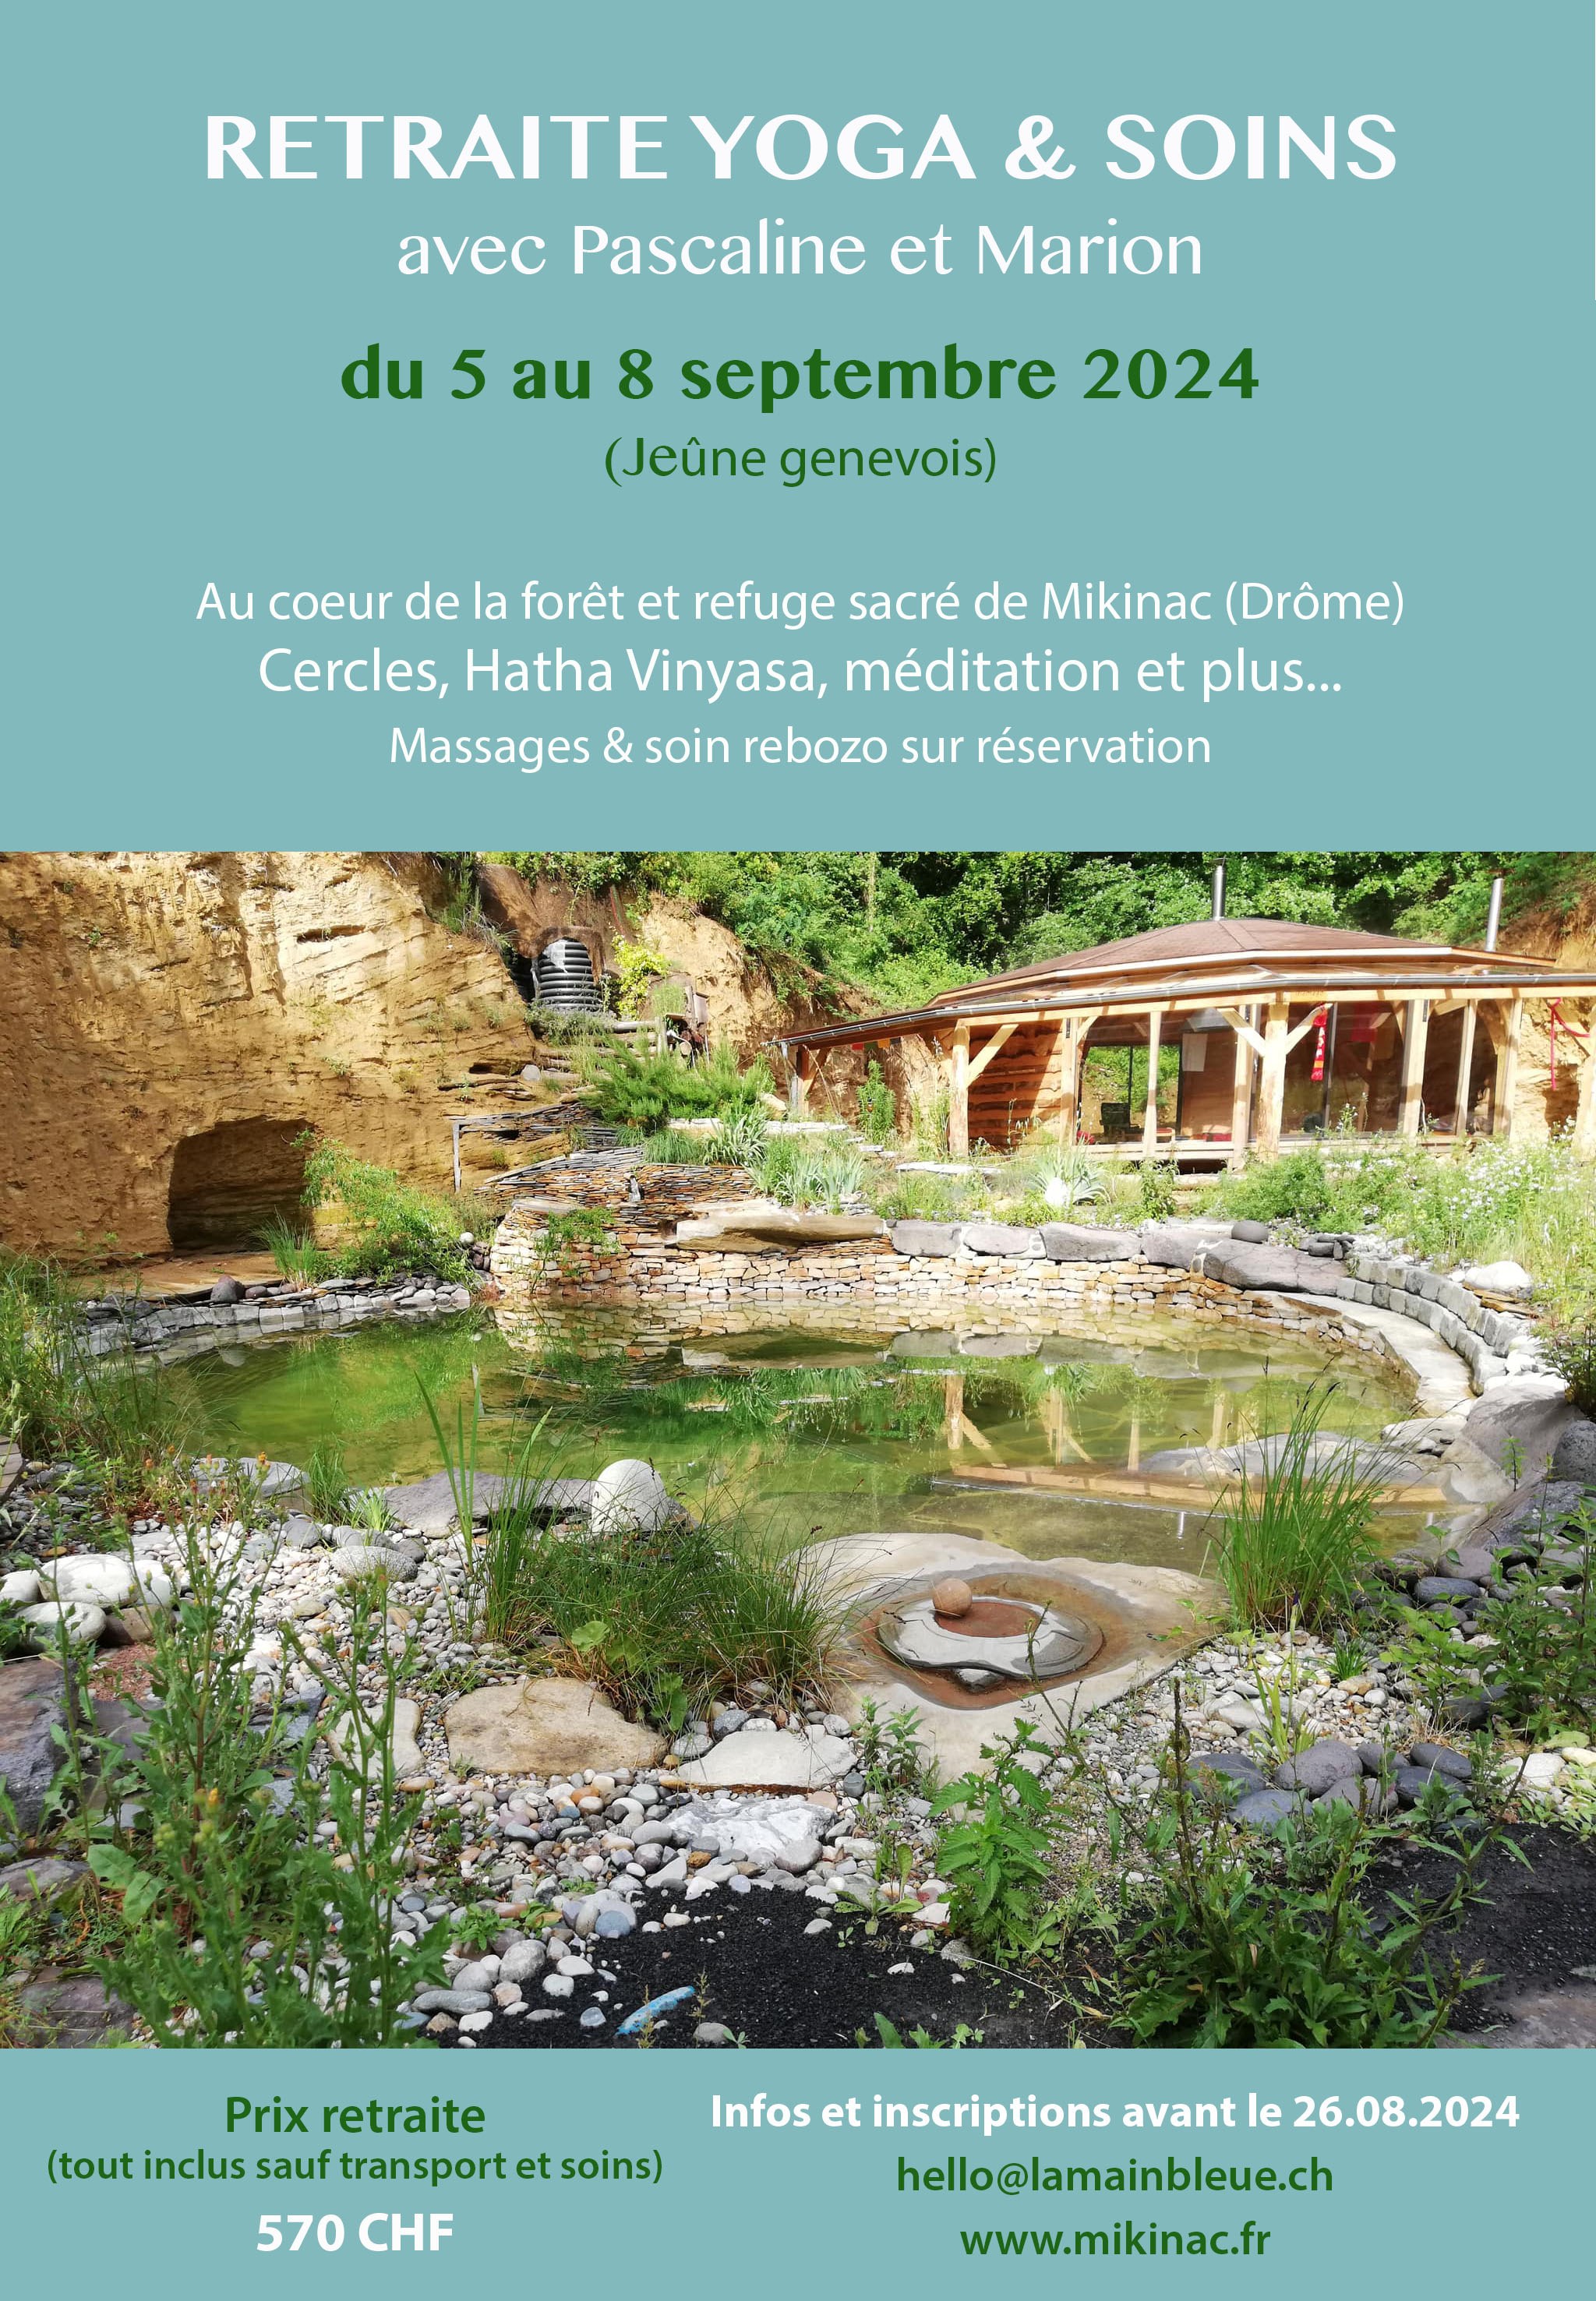 RETRAITE YOGA & SOINS
avec Pascaline et Marion
du 5 au 8 septembre 2024
(Jeûne genevois)
Au coeur de la forêt et refuge sacré de Mikinac (Drôme)
Cercles, Hatha Vinyasa, méditation et plus...
Massages & soin rebozo sur réservation
Prix retraite
(tout inclus sauf transport et soins)
570 CHF
Infos et inscriptions avant le 26.08.2024
hello@lamainbleue.ch
www.mikinac.fr